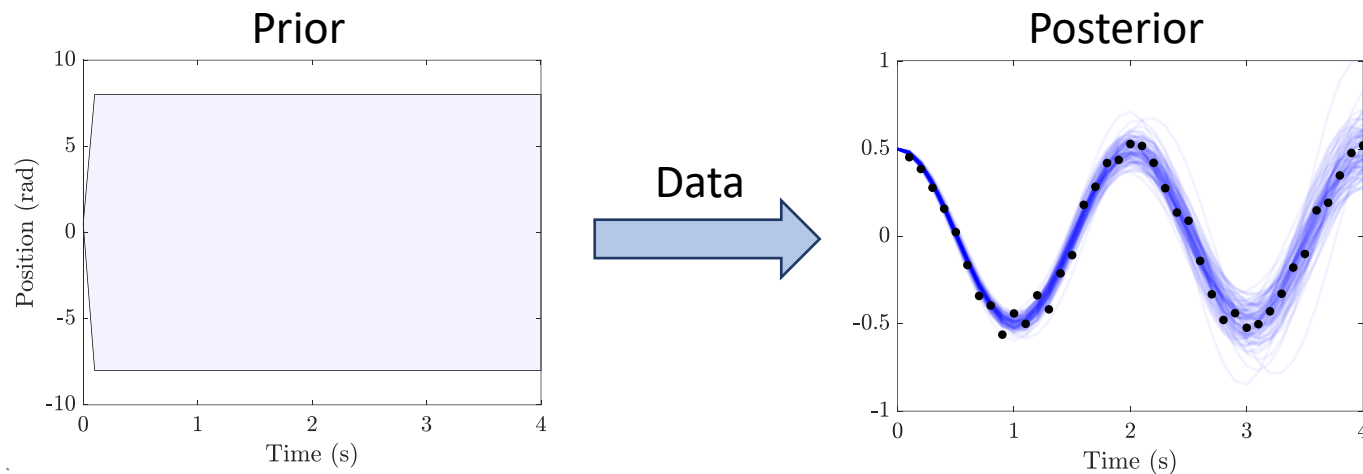 Prior
10
5
0
-5
-10
Position (rad)
0 1 2 3 4
Time (s)
Data
Posterior
1
0.5
0
-0.5
-1
0 1 2 3 4
Time (s)